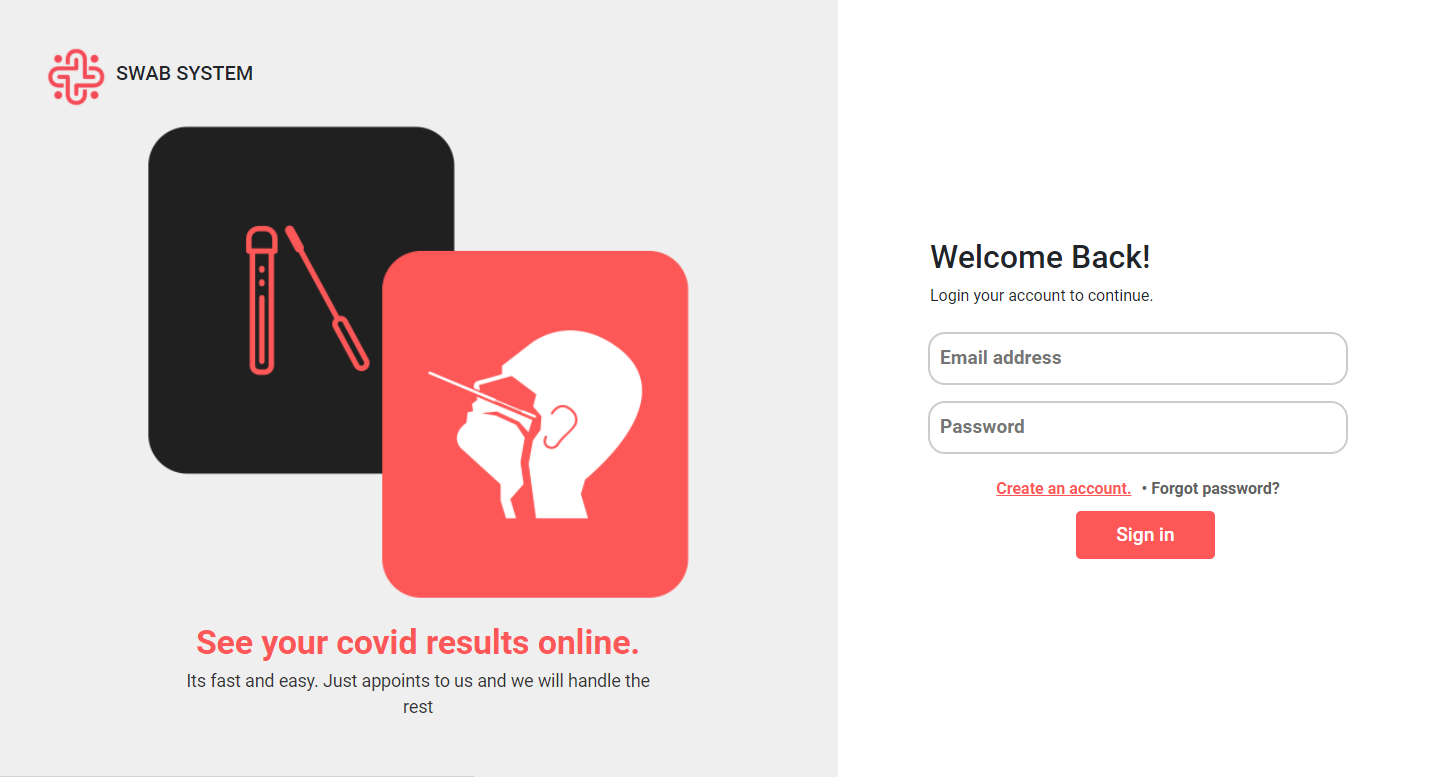 SWAB SYSTEM
See your covid results online.
Its fast and easy. Just appoints to us and we will handle the
rest
Welcome Back!
Login your account to continue.
Email address
Password
Create an account. • Forgot password?
Sign in